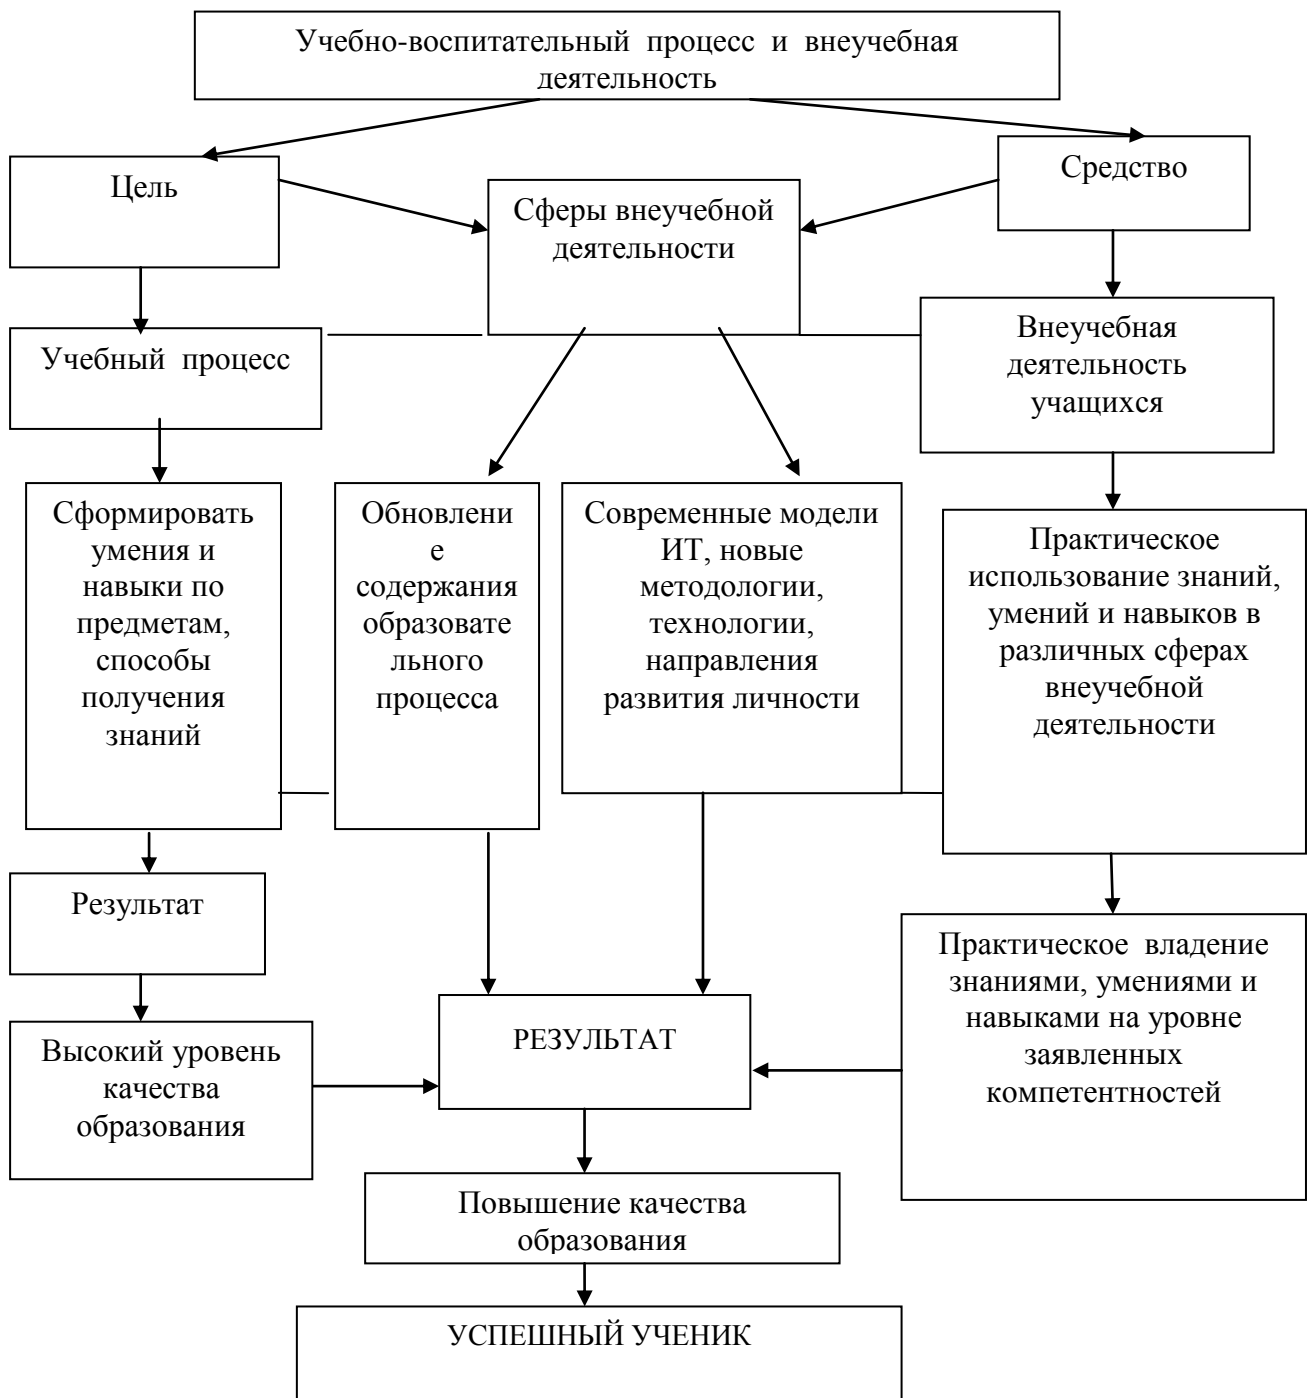 Учебно-воспитательный процесс и внеучебная
деятельность
Цель
Средство
Сферы внеучебной
деятельности
Учебный процесс
Внеучебная
деятельность
учащихся
Сформировать
умения и
навыки по
предметам,
способы
получения
знаний
Обновлени
е
содержания
образовате
льного
процесса
Современные модели
ИТ, новые
методологии,
технологии,
направления
развития личности
Практическое
использование знаний,
умений и навыков в
различных сферах
внеучебной
деятельности
Результат
Высокий уровень
качества
образования
РЕЗУЛЬТАТ
Практическое владение
знаниями, умениями и
навыками на уровне
заявленных
компетентностей
Повышение качества
образования
УСПЕШНЫЙ УЧЕНИК